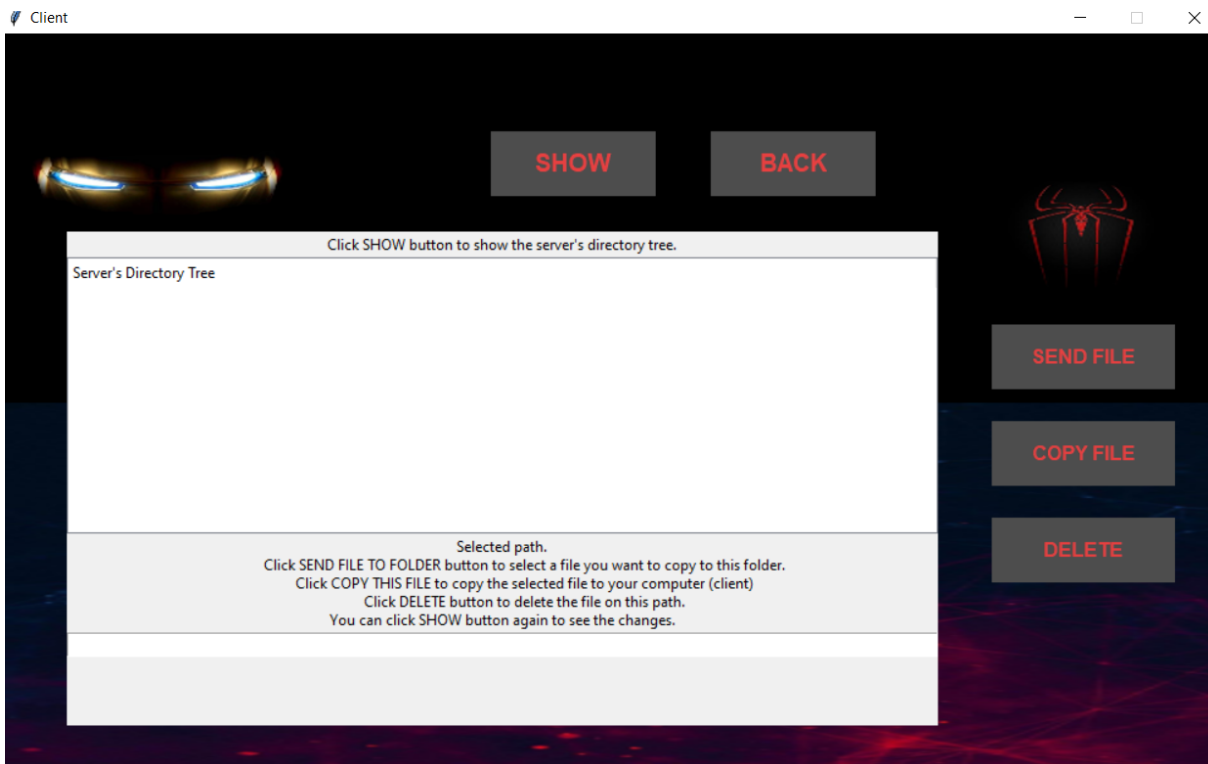 Client
SHOW
BACK
Click SHOW button to show the server's directory tree.
Server's Directory Tree
SEND FILE
COPY FILE
DELETE
Selected path.
Click SEND FILE TO FOLDER button to select a file you want to copy to this folder.
Click COPY THIS FILE to copy the selected file to your computer (client)
Click DELETE button to delete the file on this path.
You can click SHOW button again to see the changes.